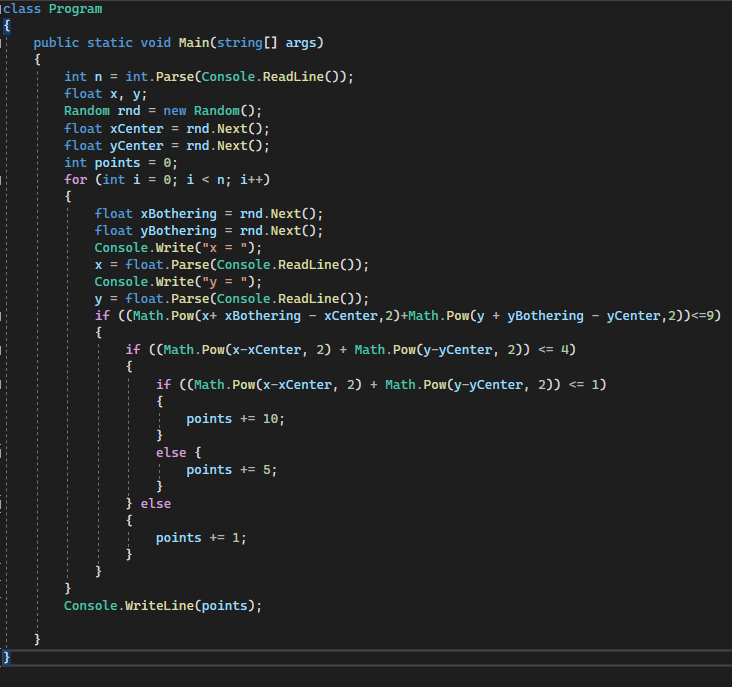 class Program
{
    public static void Main(string[] args)
    {
        int n = int.Parse(Console.ReadLine());
        float x, y;
        Random rnd = new Random();
        float xCenter = rnd.Next();
        float yCenter = rnd.Next();
        int points = 0;
        for (int i = 0; i < n; i++)
        {
            float xBothering = rnd.Next();
            float yBothering = rnd.Next();
            Console.Write("x = ");
            x = float.Parse(Console.ReadLine());
            Console.Write("y = ");
            y = float.Parse(Console.ReadLine());
            if ((Math.Pow(x+ xBothering - xCenter,2)+Math.Pow(y + yBothering - yCenter,2))<=9)
            {
                if ((Math.Pow(x-xCenter, 2) + Math.Pow(y-yCenter, 2)) <= 4)
                {
                    if ((Math.Pow(x-xCenter, 2) + Math.Pow(y-yCenter, 2)) <= 1)
                    {
                        points += 10;
                    }
                    else {
                        points += 5;
                    }
                } else
                {
                    points += 1;
                }
            }
        }
        Console.WriteLine(points);

    }
}